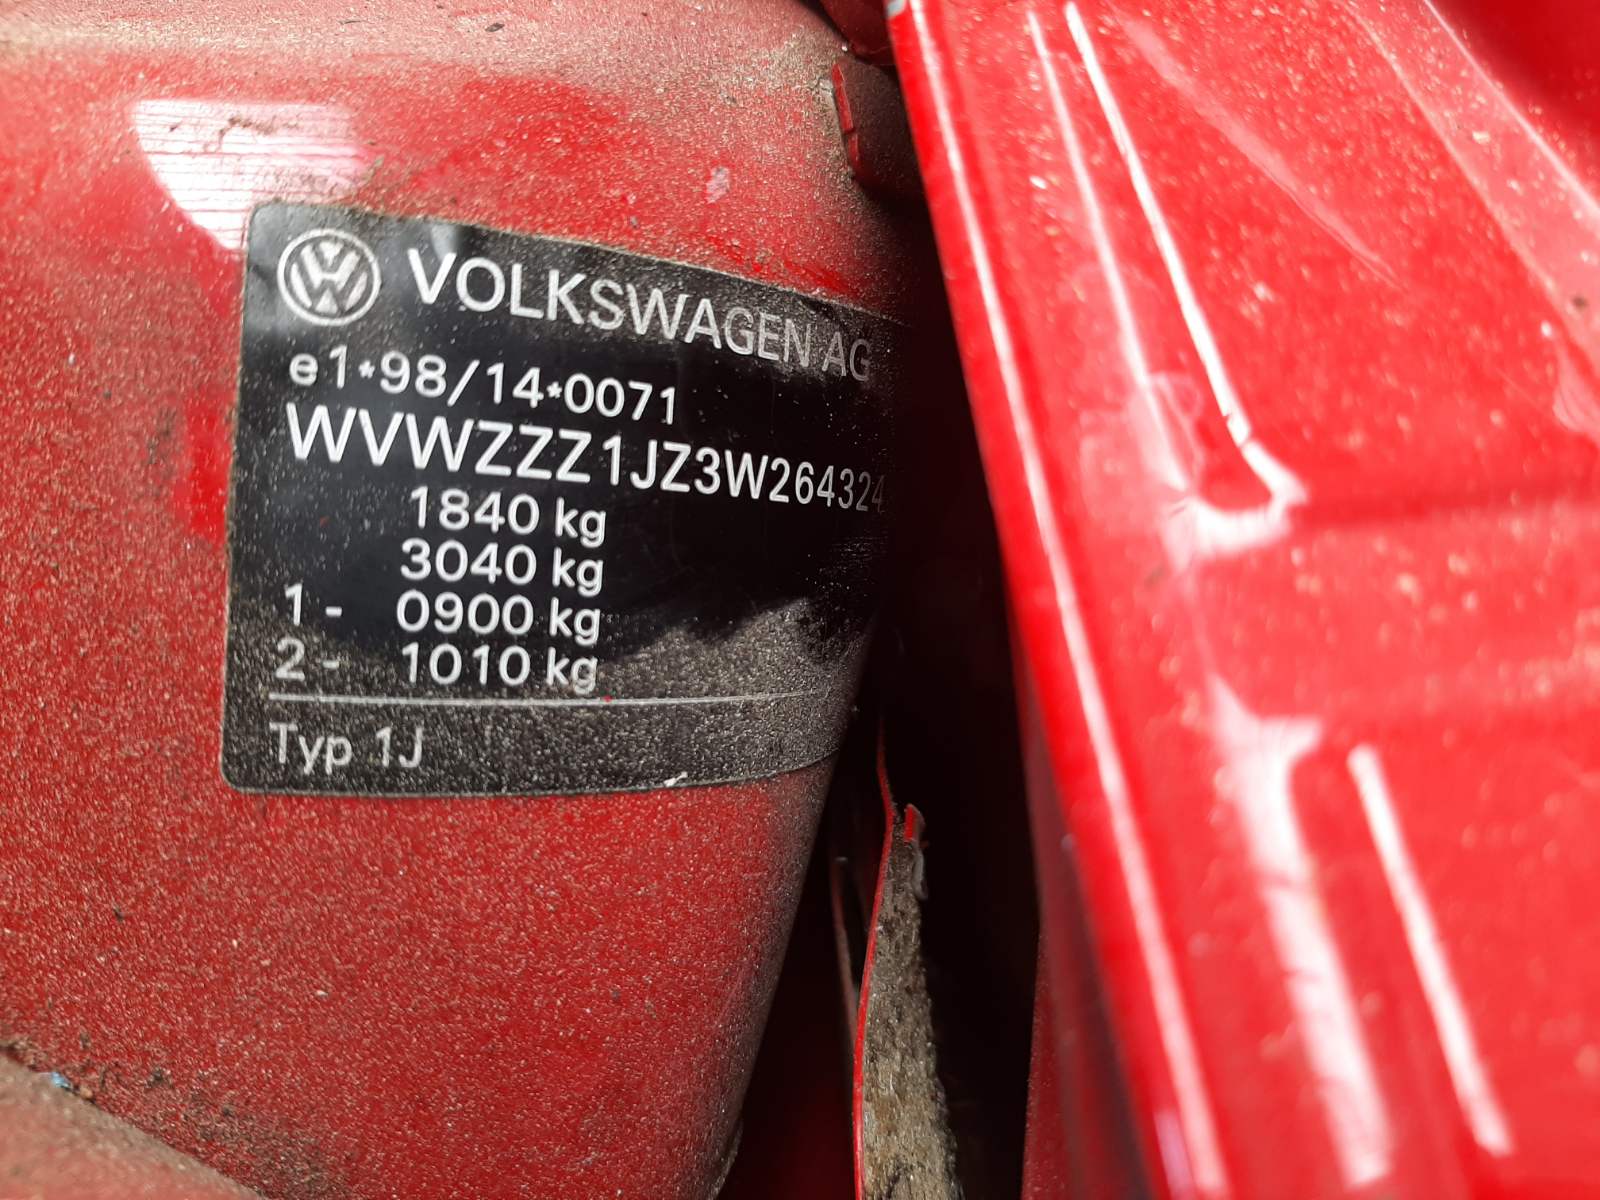 VOLKSWAGEN AG
e1*98/14*0071
WVWZZZ1JZ3W264324
1840 kg
3040 kg
1- 0900 kg
2- 1010 kg
Typ 1J